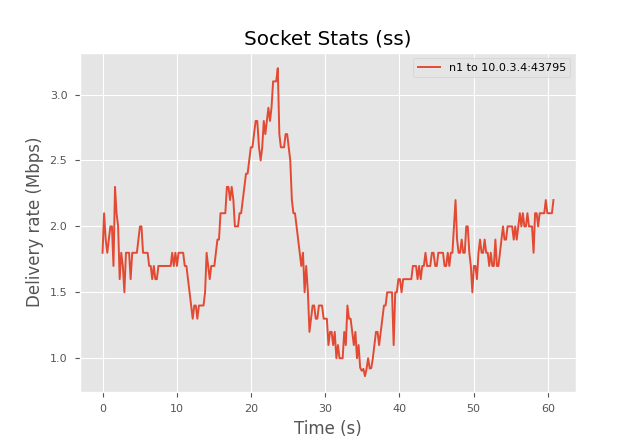 Socket Stats (ss)
n1 to 10.0.3.4:43795
Delivery rate (Mbps)
3.0
2.5
2.0
1.5
1.0
0 10 20 30 40 50 60
Time (s)